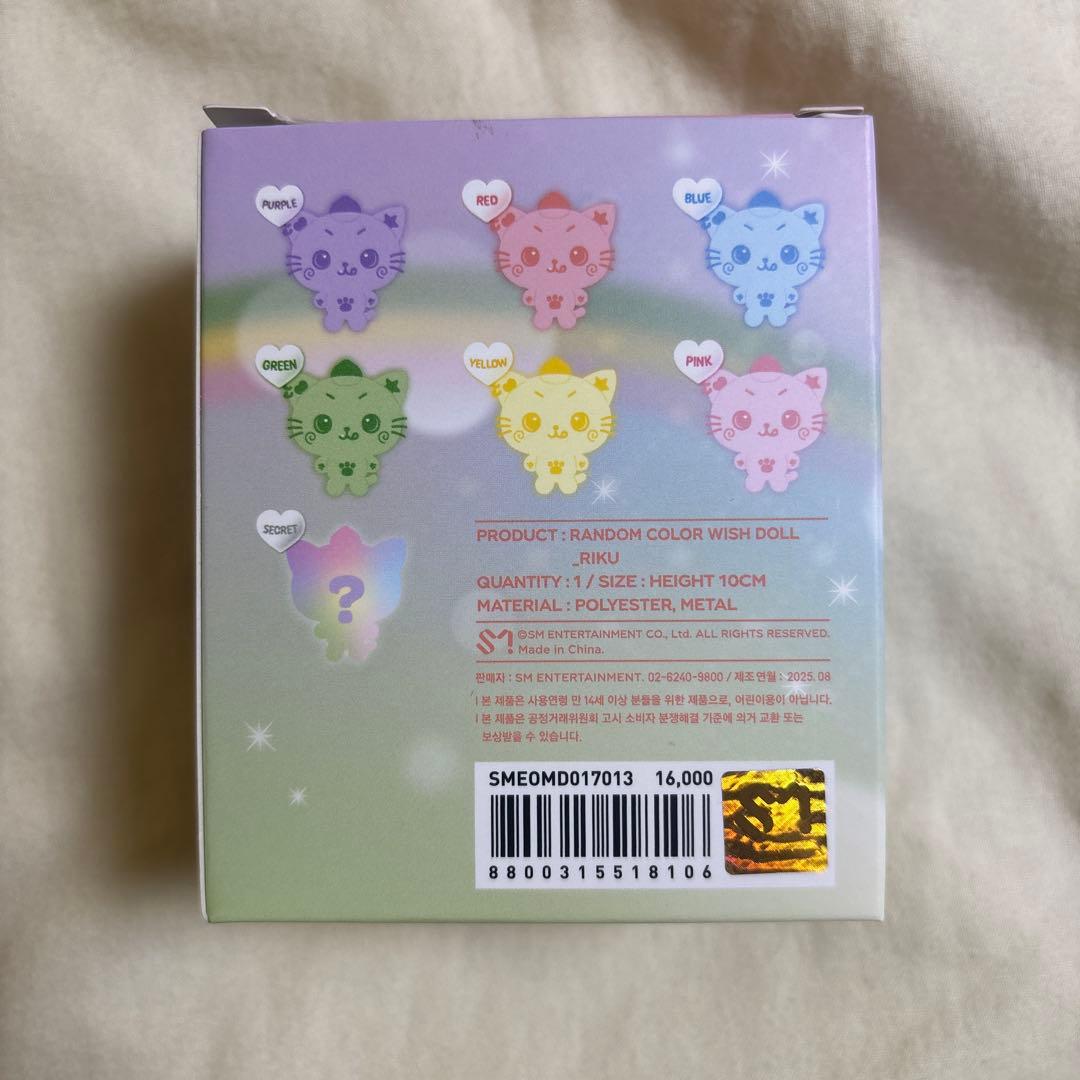 PURPLE
RED
BLUE
GREEN
YELLOW
PINK
SECRET
?
PRODUCT : RANDOM COLOR WISH DOLL
_RIKU
QUANTITY : 1 / SIZE : HEIGHT 10CM
MATERIAL : POLYESTER, METAL
SM ©SM ENTERTAINMENT CO., Ltd. ALL RIGHTS RESERVED.
Made in China.
판매자 : SM ENTERTAINMENT. 02-6240-9800 / 제조연월 : 2025. 08
l 본 제품은 사용연령 만 14세 이상 분들을 위한 제품으로, 어린이용이 아닙니다.
l 본 제품은 공정거래위원회 고시 소비자 분쟁해결 기준에 의거 교환 또는
보상받을 수 있습니다.
SMEOMD017013 16,000
SM
8800315518106